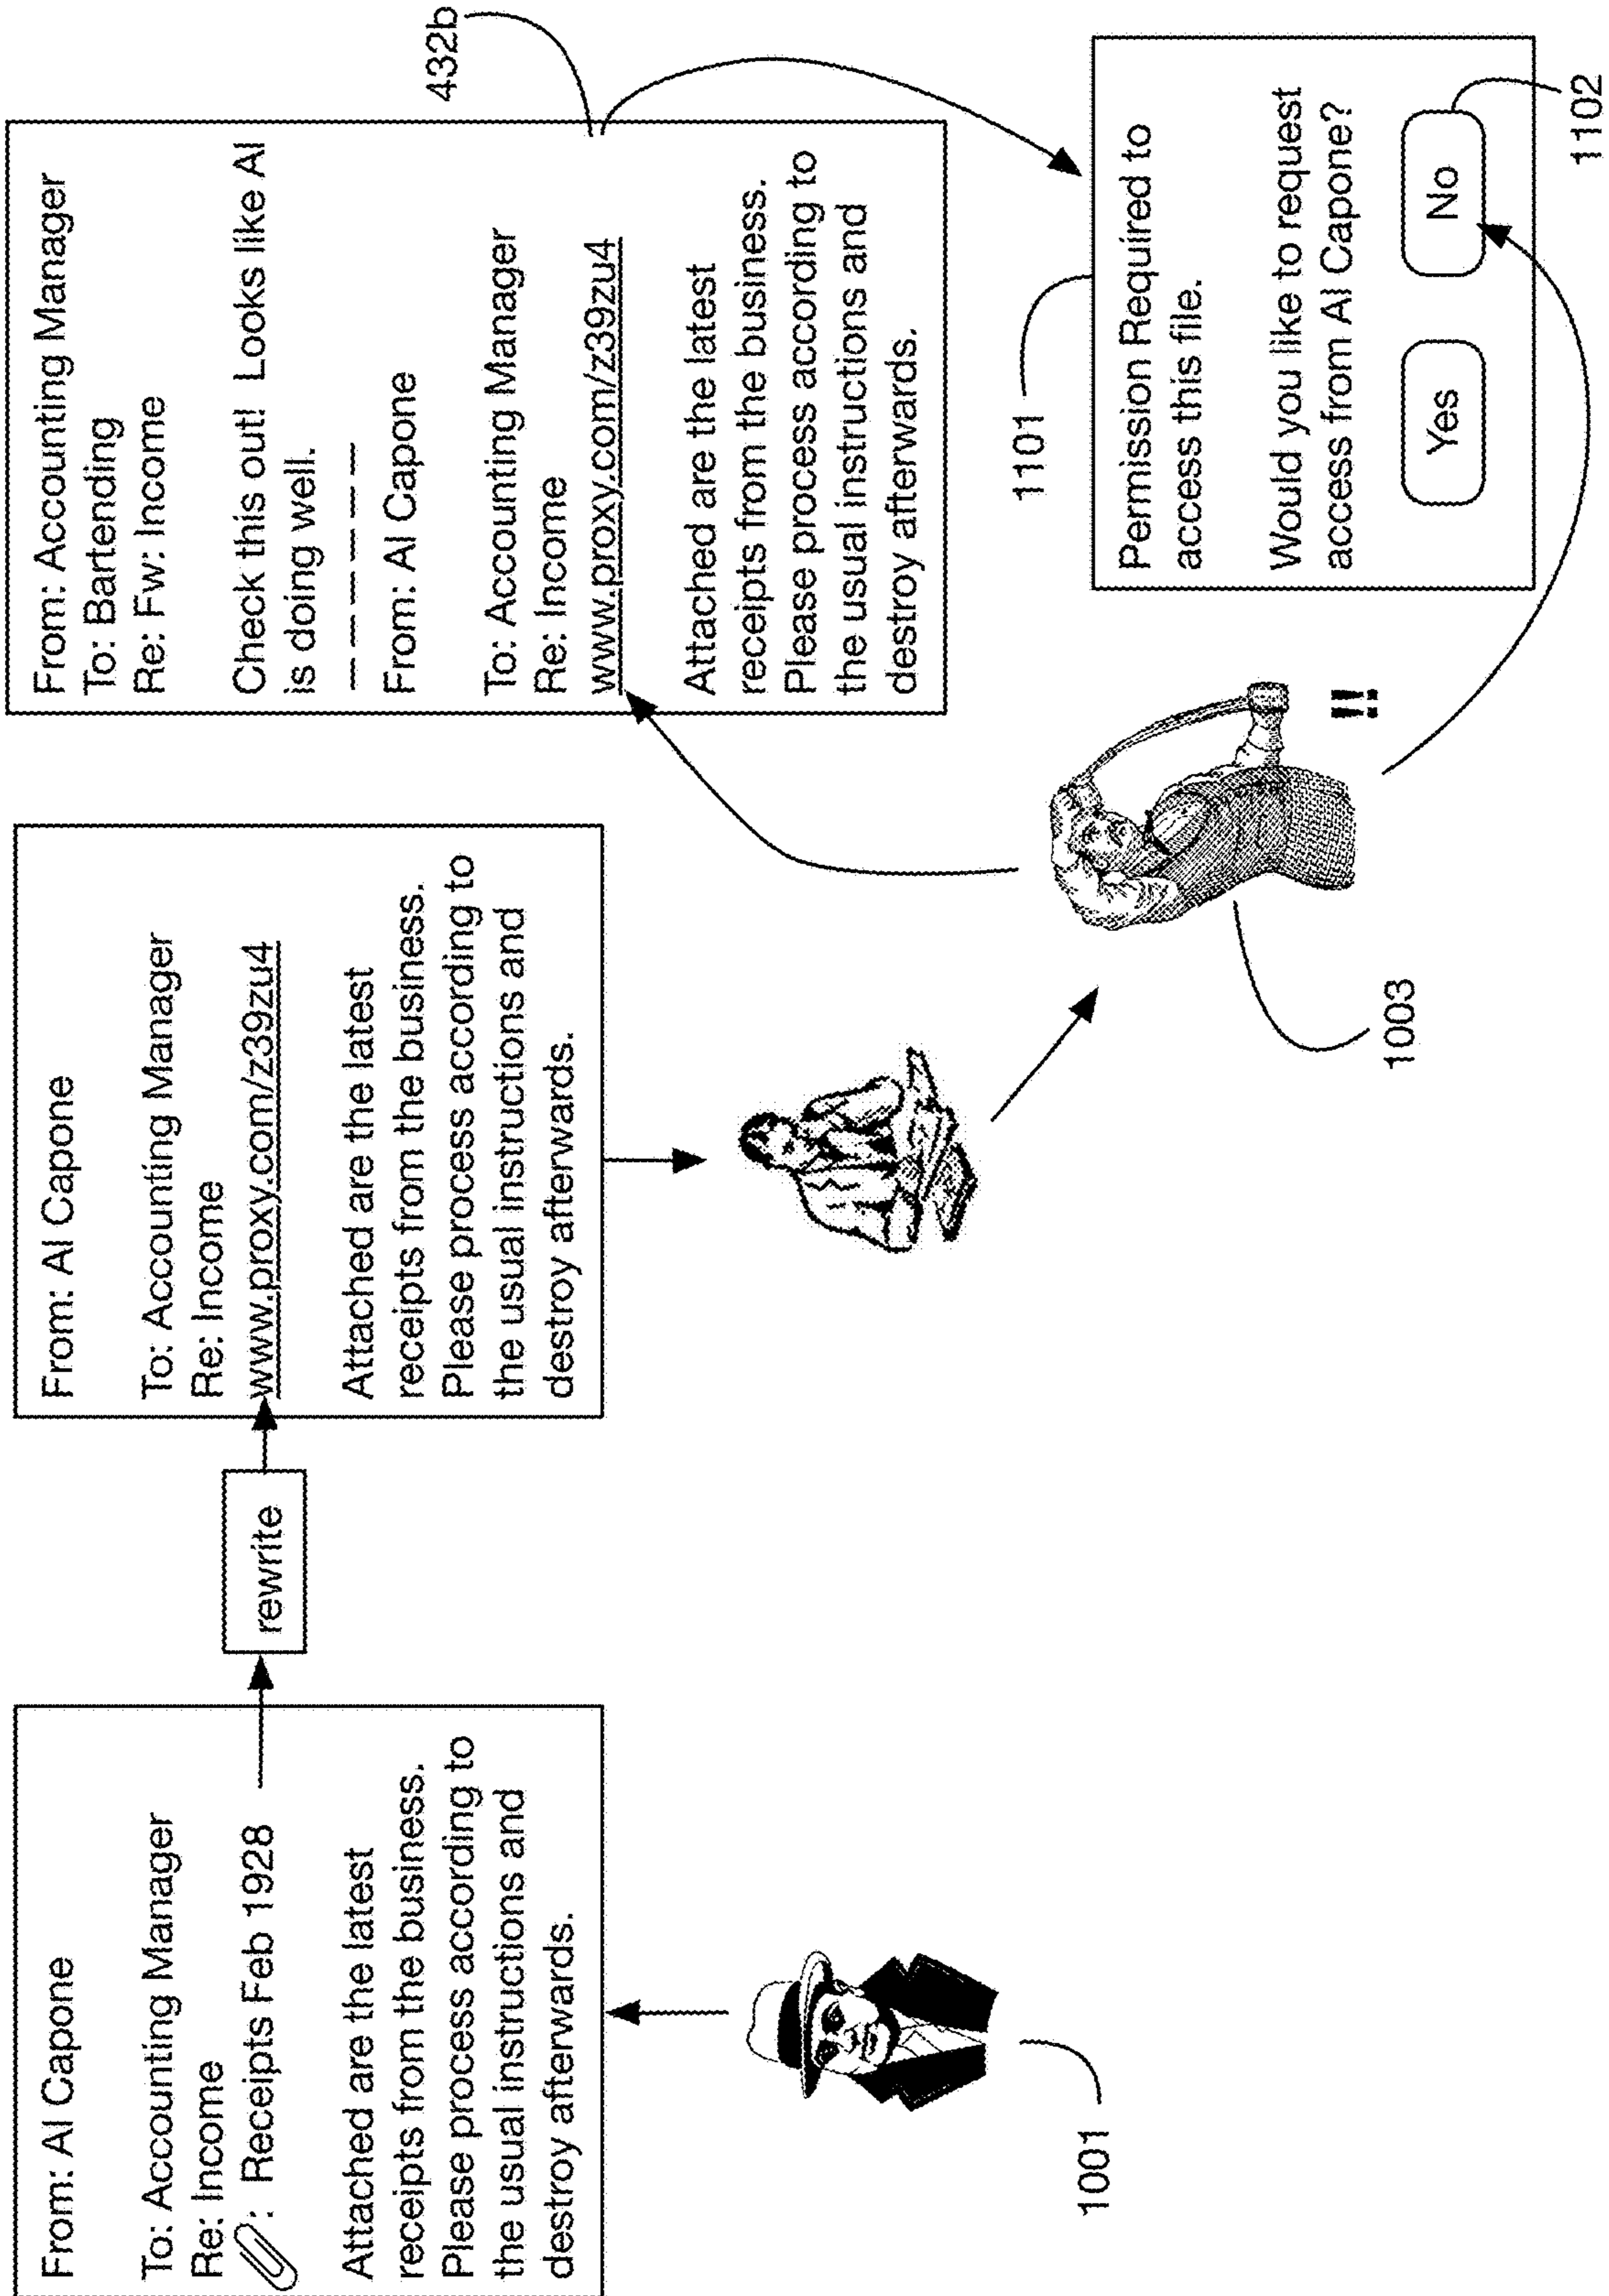 From: Al Capone
To: Accounting Manager
Re: Income
: Receipts Feb 1928
Attached are the latest
receipts from the business.
Please process according to
the usual instructions and
destroy afterwards.
1001
rewrite
From: Al Capone
To: Accounting Manager
Re: Income
www.proxy.com/z39zu4
Attached are the latest
receipts from the business.
Please process according to
the usual instructions and
destroy afterwards.
1003
!!
From: Accounting Manager
To: Bartending
Re: Fw: Income
Check this out! Looks like Al
is doing well.
– – – – – –
From: Al Capone
To: Accounting Manager
Re: Income
www.proxy.com/z39zu4
Attached are the latest
receipts from the business.
Please process according to
the usual instructions and
destroy afterwards.
432b
1101
Permission Required to
access this file.
Would you like to request
access from Al Capone?
Yes
No
1102